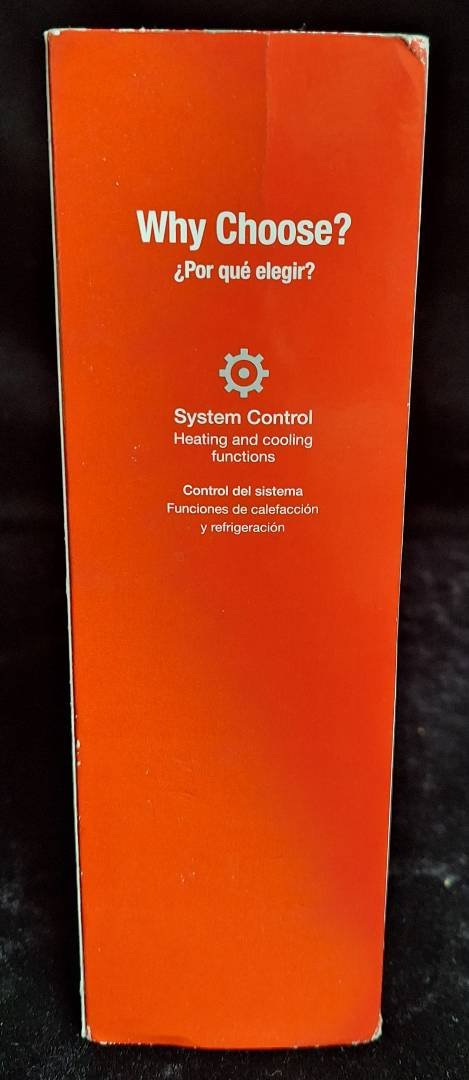 Why Choose?
¿Por qué elegir?
System Control
Heating and cooling
functions
Control del sistema
Funciones de calefacción
y refrigeración